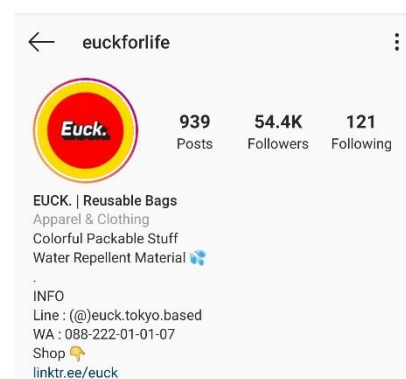 euckforlife
Euck.
939 54.4K 121
Posts Followers Following
EUCK. | Reusable Bags
Apparel & Clothing
Colorful Packable Stuff
Water Repellent Material 💦
.
INFO
Line : (@)euck.tokyo.based
WA : 088-222-01-01-07
Shop 👇
linktr.ee/euck